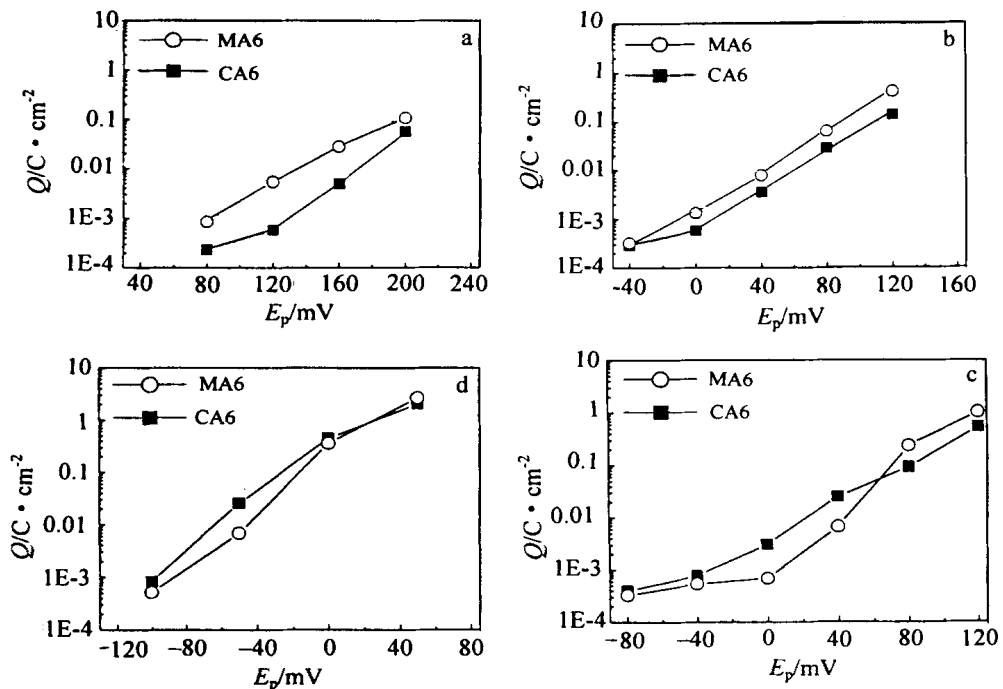 10
1
0.1
0.01
1E-3
1E-4
Q/C • cm⁻²
MA6
CA6
a
40 80 120 160 200 240
Eₚ/mV
10
1
0.1
0.01
1E-3
1E-4
Q/C • cm⁻²
MA6
CA6
b
-40 0 40 80 120 160
Eₚ/mV
10
1
0.1
0.01
1E-3
1E-4
Q/C • cm⁻²
MA6
CA6
d
-120 -80 -40 0 40 80
Eₚ/mV
10
1
0.1
0.01
1E-3
1E-4
Q/C • cm⁻²
MA6
CA6
c
-80 -40 0 40 80 120
Eₚ/mV